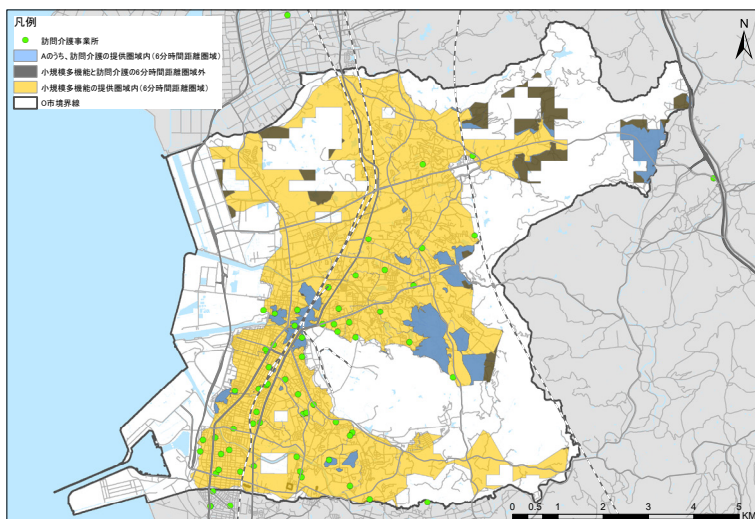 凡例
訪問介護事業所
Aのうち、訪問介護の提供圏域内(6分時間距離圏域)
小規模多機能と訪問介護の6分時間距離圏域外
小規模多機能の提供圏域内(6分時間距離圏域)
O市境界線
N
0 0.5 1 2 3 4 5
KM